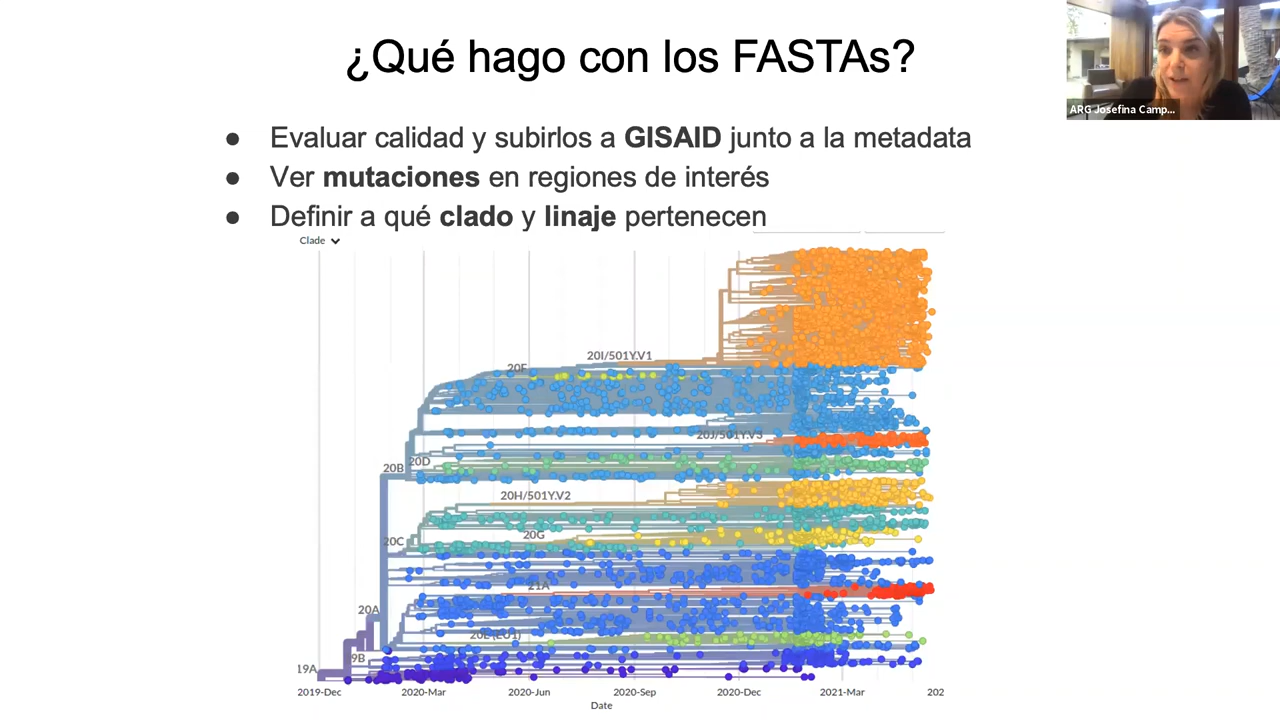 ¿Qué hago con los FASTAs?
ARG Josefina Camp...
● Evaluar calidad y subirlos a GISAID junto a la metadata
● Ver mutaciones en regiones de interés
● Definir a qué clado y linaje pertenecen
Clade
20I/501Y.V1
20F
20J/501Y.V3
20D
20B
20H/501Y.V2
20G
20C
21A
20A
20E (EU1)
9B
19A
2019-Dec 2020-Mar 2020-Jun 2020-Sep 2020-Dec 2021-Mar 202
Date